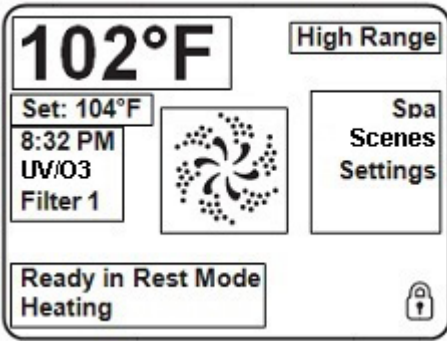 102°F
High Range
Set: 104°F
8:32 PM
UV/O3
Filter 1
Spa
Scenes
Settings
Ready in Rest Mode
Heating